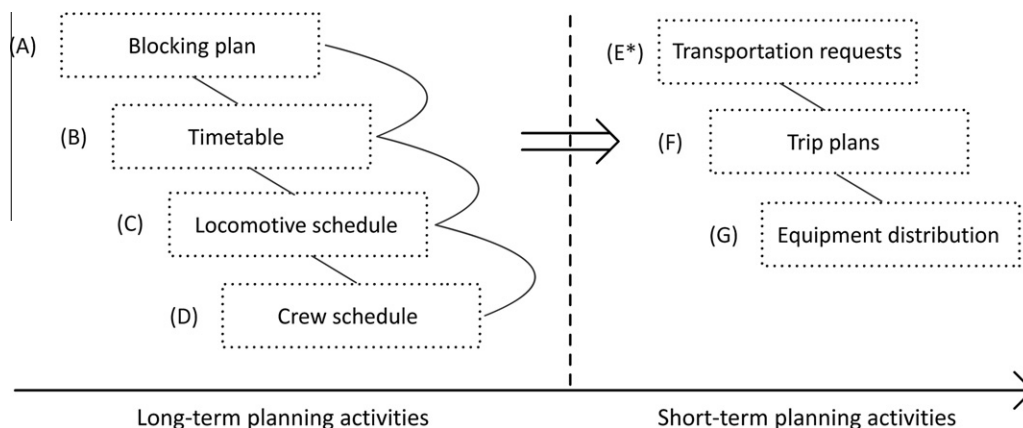 (A) Blocking plan
(B) Timetable
(C) Locomotive schedule
(D) Crew schedule
(E*) Transportation requests
(F) Trip plans
(G) Equipment distribution
Long-term planning activities
Short-term planning activities